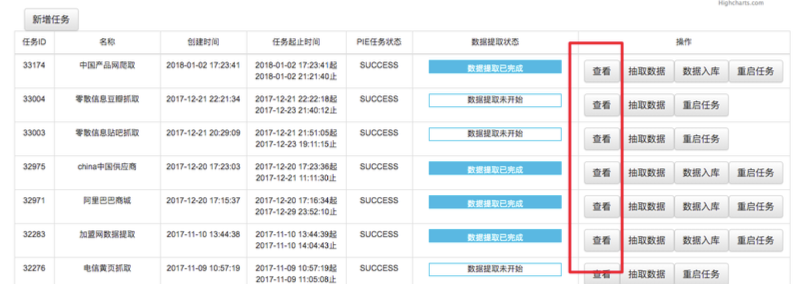 Highcharts.com
新增任务
任务ID 名称 创建时间 任务起止时间 PIE任务状态 数据提取状态 操作
33174 中国产品网爬取 2018-01-02 17:23:41 2018-01-02 17:23:41起 SUCCESS 数据提取已完成 查看 抽取数据 数据入库 重启任务
2018-01-02 21:21:40止
33004 零散信息豆瓣抓取 2017-12-21 22:21:34 2017-12-21 22:22:18起 SUCCESS 数据提取未开始 查看 抽取数据 重启任务
2017-12-23 21:40:12止
33003 零散信息贴吧抓取 2017-12-21 20:29:09 2017-12-21 21:51:05起 SUCCESS 数据提取未开始 查看 抽取数据 重启任务
2017-12-23 19:11:15止
32975 china中国供应商 2017-12-20 17:23:03 2017-12-20 17:23:36起 SUCCESS 数据提取已完成 查看 抽取数据 数据入库 重启任务
2017-12-21 11:11:30止
32971 阿里巴巴商城 2017-12-20 17:15:37 2017-12-20 17:16:34起 SUCCESS 数据提取已完成 查看 抽取数据 数据入库 重启任务
2017-12-29 23:52:10止
32283 加盟网数据提取 2017-11-10 13:44:38 2017-11-10 13:44:39起 SUCCESS 数据提取已完成 查看 抽取数据 数据入库 重启任务
2017-11-10 14:04:43止
32276 电信黄页抓取 2017-11-09 10:57:19 2017-11-09 10:57:19起 SUCCESS 数据提取未开始 查看 抽取数据 重启任务
2017-11-09 11:05:08止